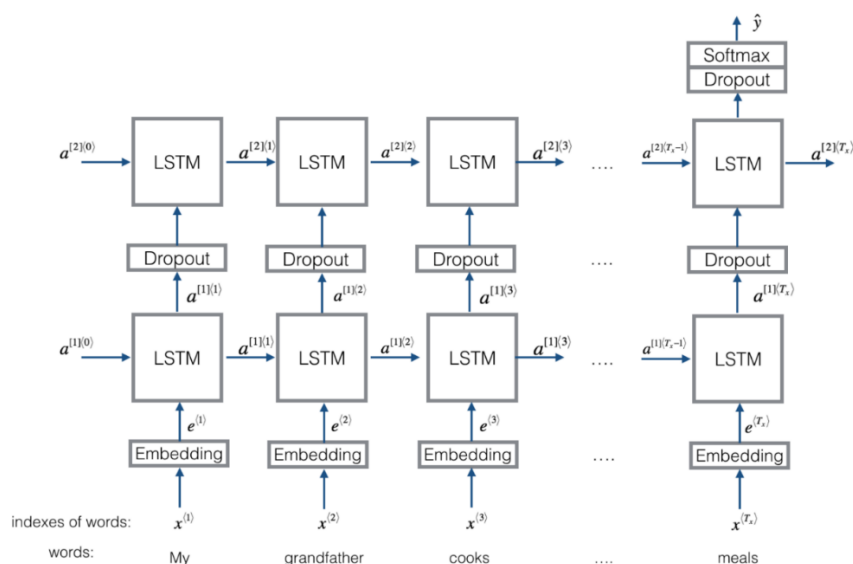 ŷ
Softmax
Dropout
a[2]⟨0⟩ LSTM a[2]⟨1⟩ LSTM a[2]⟨2⟩ LSTM a[2]⟨3⟩ .... a[2]⟨Tx−1⟩ LSTM a[2]⟨Tx⟩
Dropout Dropout Dropout .... Dropout
a[1]⟨1⟩ a[1]⟨2⟩ a[1]⟨3⟩ a[1]⟨Tx⟩
a[1]⟨0⟩ LSTM a[1]⟨1⟩ LSTM a[1]⟨2⟩ LSTM a[1]⟨3⟩ .... a[1]⟨Tx−1⟩ LSTM
e⟨1⟩ e⟨2⟩ e⟨3⟩ e⟨Tx⟩
Embedding Embedding Embedding .... Embedding
indexes of words: x⟨1⟩ x⟨2⟩ x⟨3⟩ x⟨Tx⟩
words: My grandfather cooks .... meals